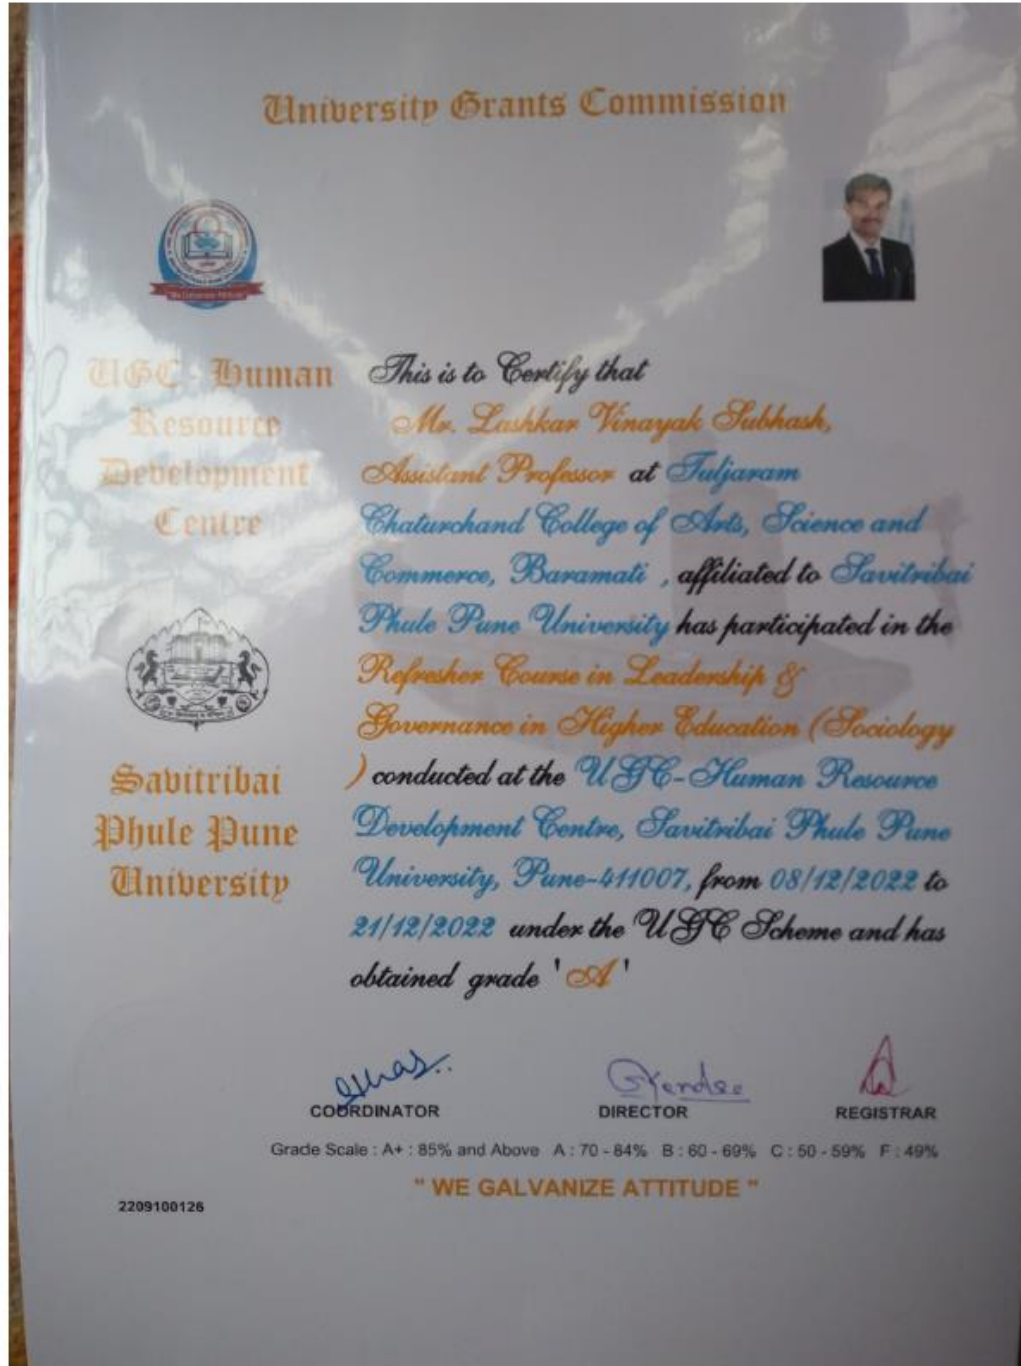 University Grants Commission
UGC - Human
Resource
Development
Centre
Savitribai
Phule Pune
University
This is to Certify that
Mr. Lashkar Vinayak Subhash,
Assistant Professor at Tuljaram
Chaturchand College of Arts, Science and
Commerce, Baramati , affiliated to Savitribai
Phule Pune University has participated in the
Refresher Course in Leadership &
Governance in Higher Education (Sociology
) conducted at the UGC-Human Resource
Development Centre, Savitribai Phule Pune
University, Pune-411007, from 08/12/2022 to
21/12/2022 under the UGC Scheme and has
obtained grade 'A'
COORDINATOR
DIRECTOR
REGISTRAR
Grade Scale : A+ : 85% and Above A : 70 - 84% B : 60 - 69% C : 50 - 59% F : 49%
" WE GALVANIZE ATTITUDE "
2209100126